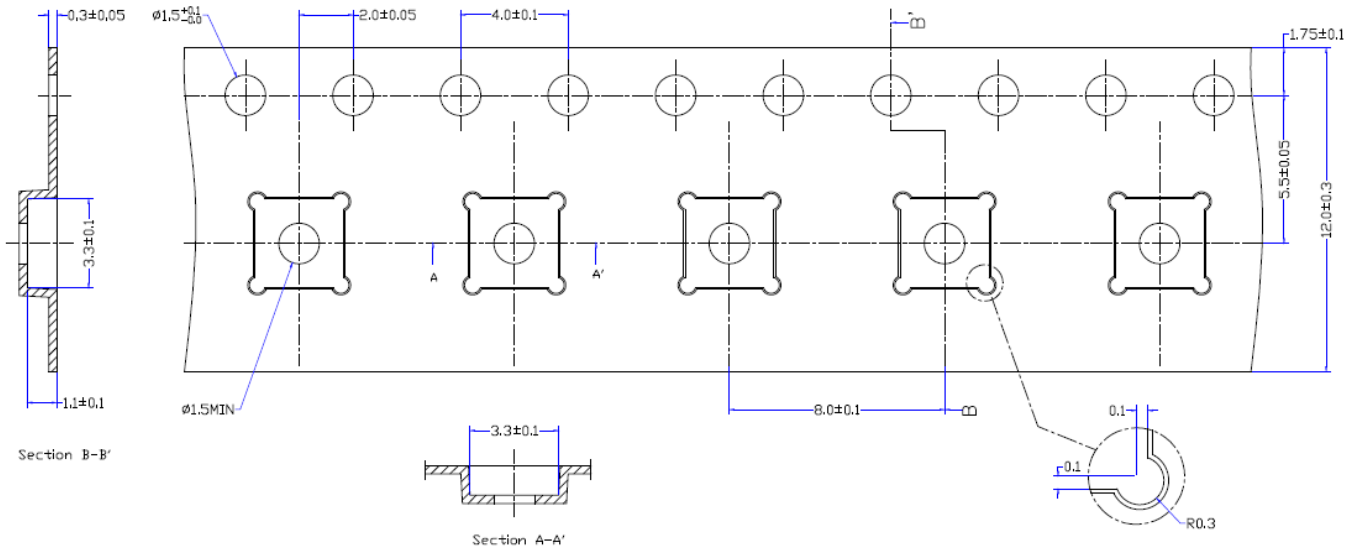 0.3±0.05
Ø1.5+0.1-0.0
2.0±0.05
4.0±0.1
B'
1.75±0.1
5.5±0.05
12.0±0.3
3.3±0.1
A
A'
1.1±0.1
Ø1.5MIN
8.0±0.1
B
0.1
3.3±0.1
0.1
Section B-B'
R0.3
Section A-A'